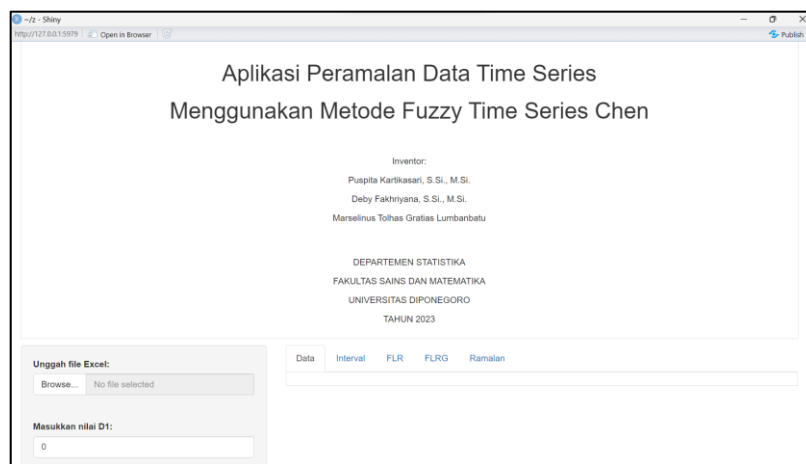 ~/z - Shiny
http://127.0.0.1:5979 Open in Browser Publish
Aplikasi Peramalan Data Time Series
Menggunakan Metode Fuzzy Time Series Chen
Inventor:
Puspita Kartikasari, S.Si., M.Si.
Deby Fakhriyana, S.Si., M.Si.
Marselinus Tolhas Gratias Lumbanbatu
DEPARTEMEN STATISTIKA
FAKULTAS SAINS DAN MATEMATIKA
UNIVERSITAS DIPONEGORO
TAHUN 2023
Unggah file Excel:
Browse... No file selected
Masukkan nilai D1:
0
Data Interval FLR FLRG Ramalan